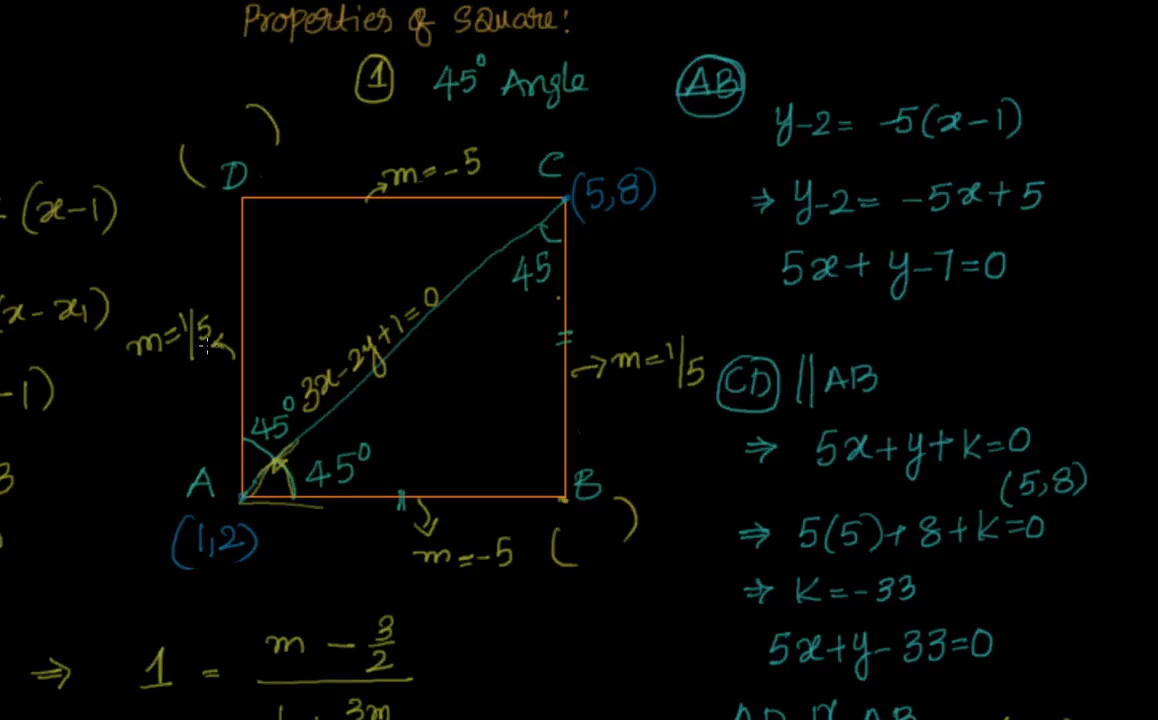 Properties of Square:
① 45° Angle
D
m=-5
C
(5,8)
(x-1)
(x-x₁)
-1)
m=1/5
3x-2y+1=0
45
m=1/5
45°
45°
A
B
(1,2)
m=-5
( )
( )
⇒ 1 = (m - 3/2)/
3m
AB
y-2= -5(x-1)
⇒ y-2= -5x+5
5x+y-7=0
CD || AB
⇒ 5x+y+k=0
(5,8)
⇒ 5(5)+8+k=0
⇒ k=-33
5x+y-33=0